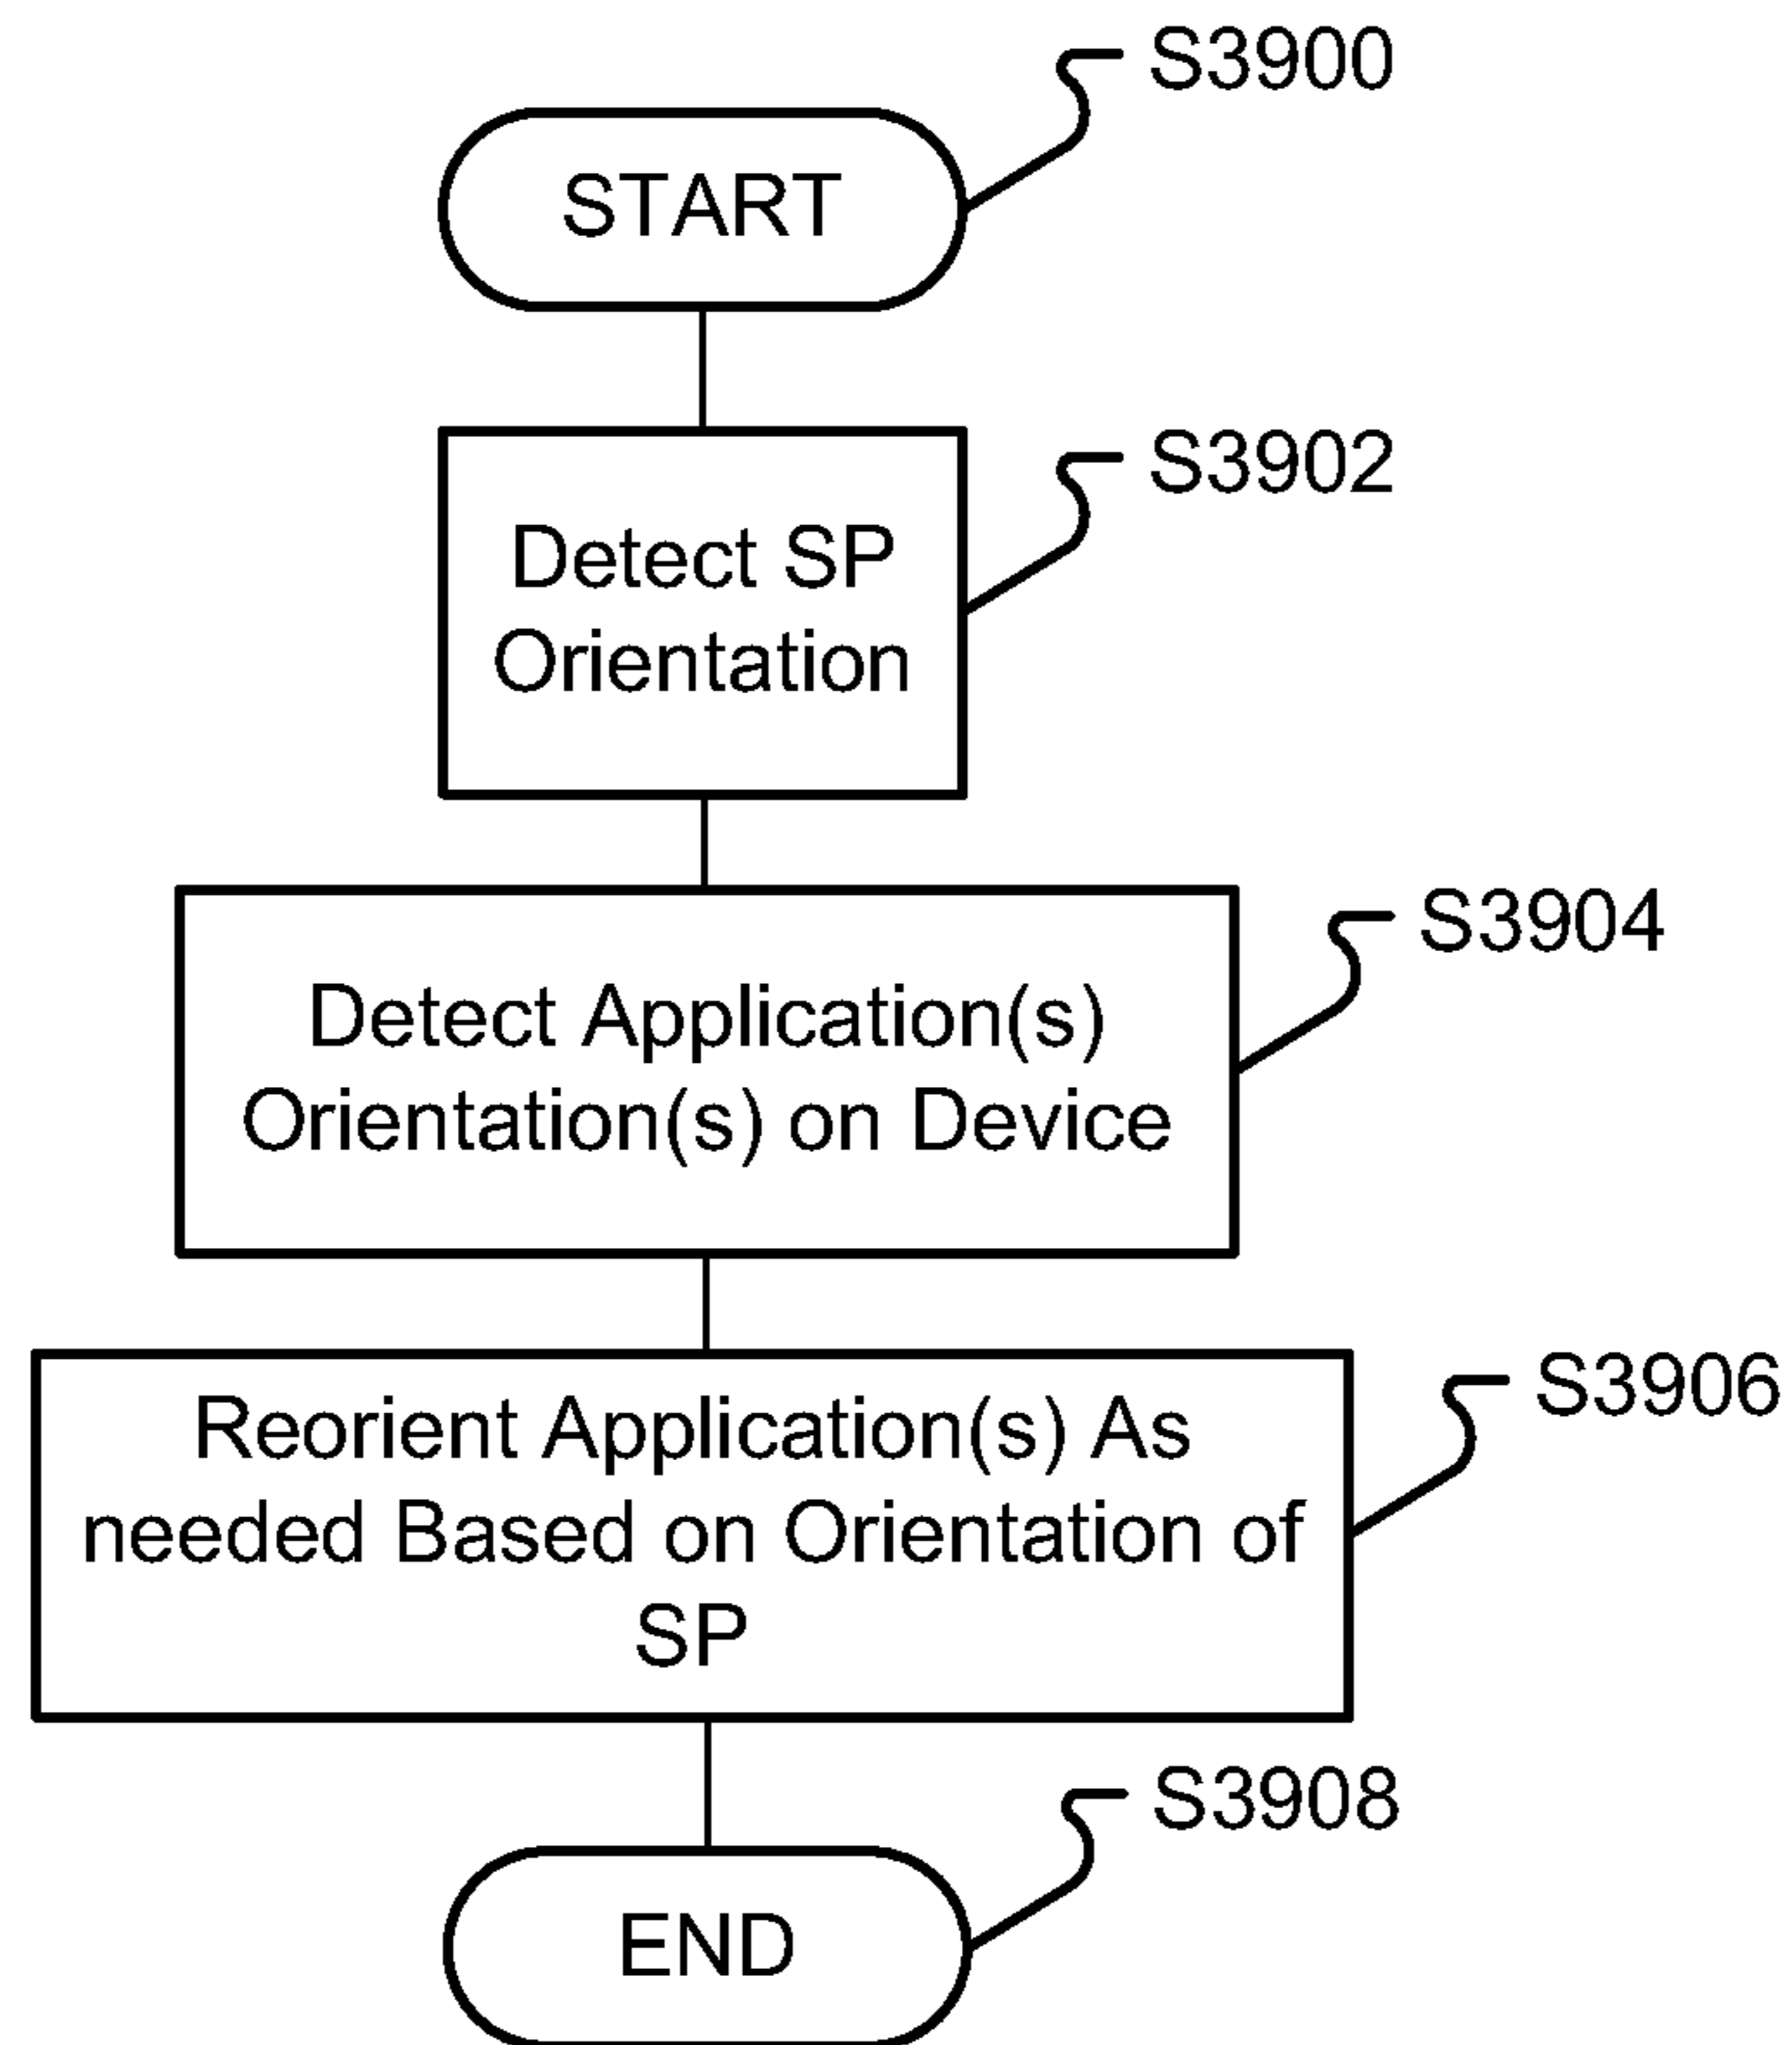 S3900
START
S3902
Detect SP
Orientation
S3904
Detect Application(s)
Orientation(s) on Device
S3906
Reorient Application(s) As
needed Based on Orientation of
SP
S3908
END